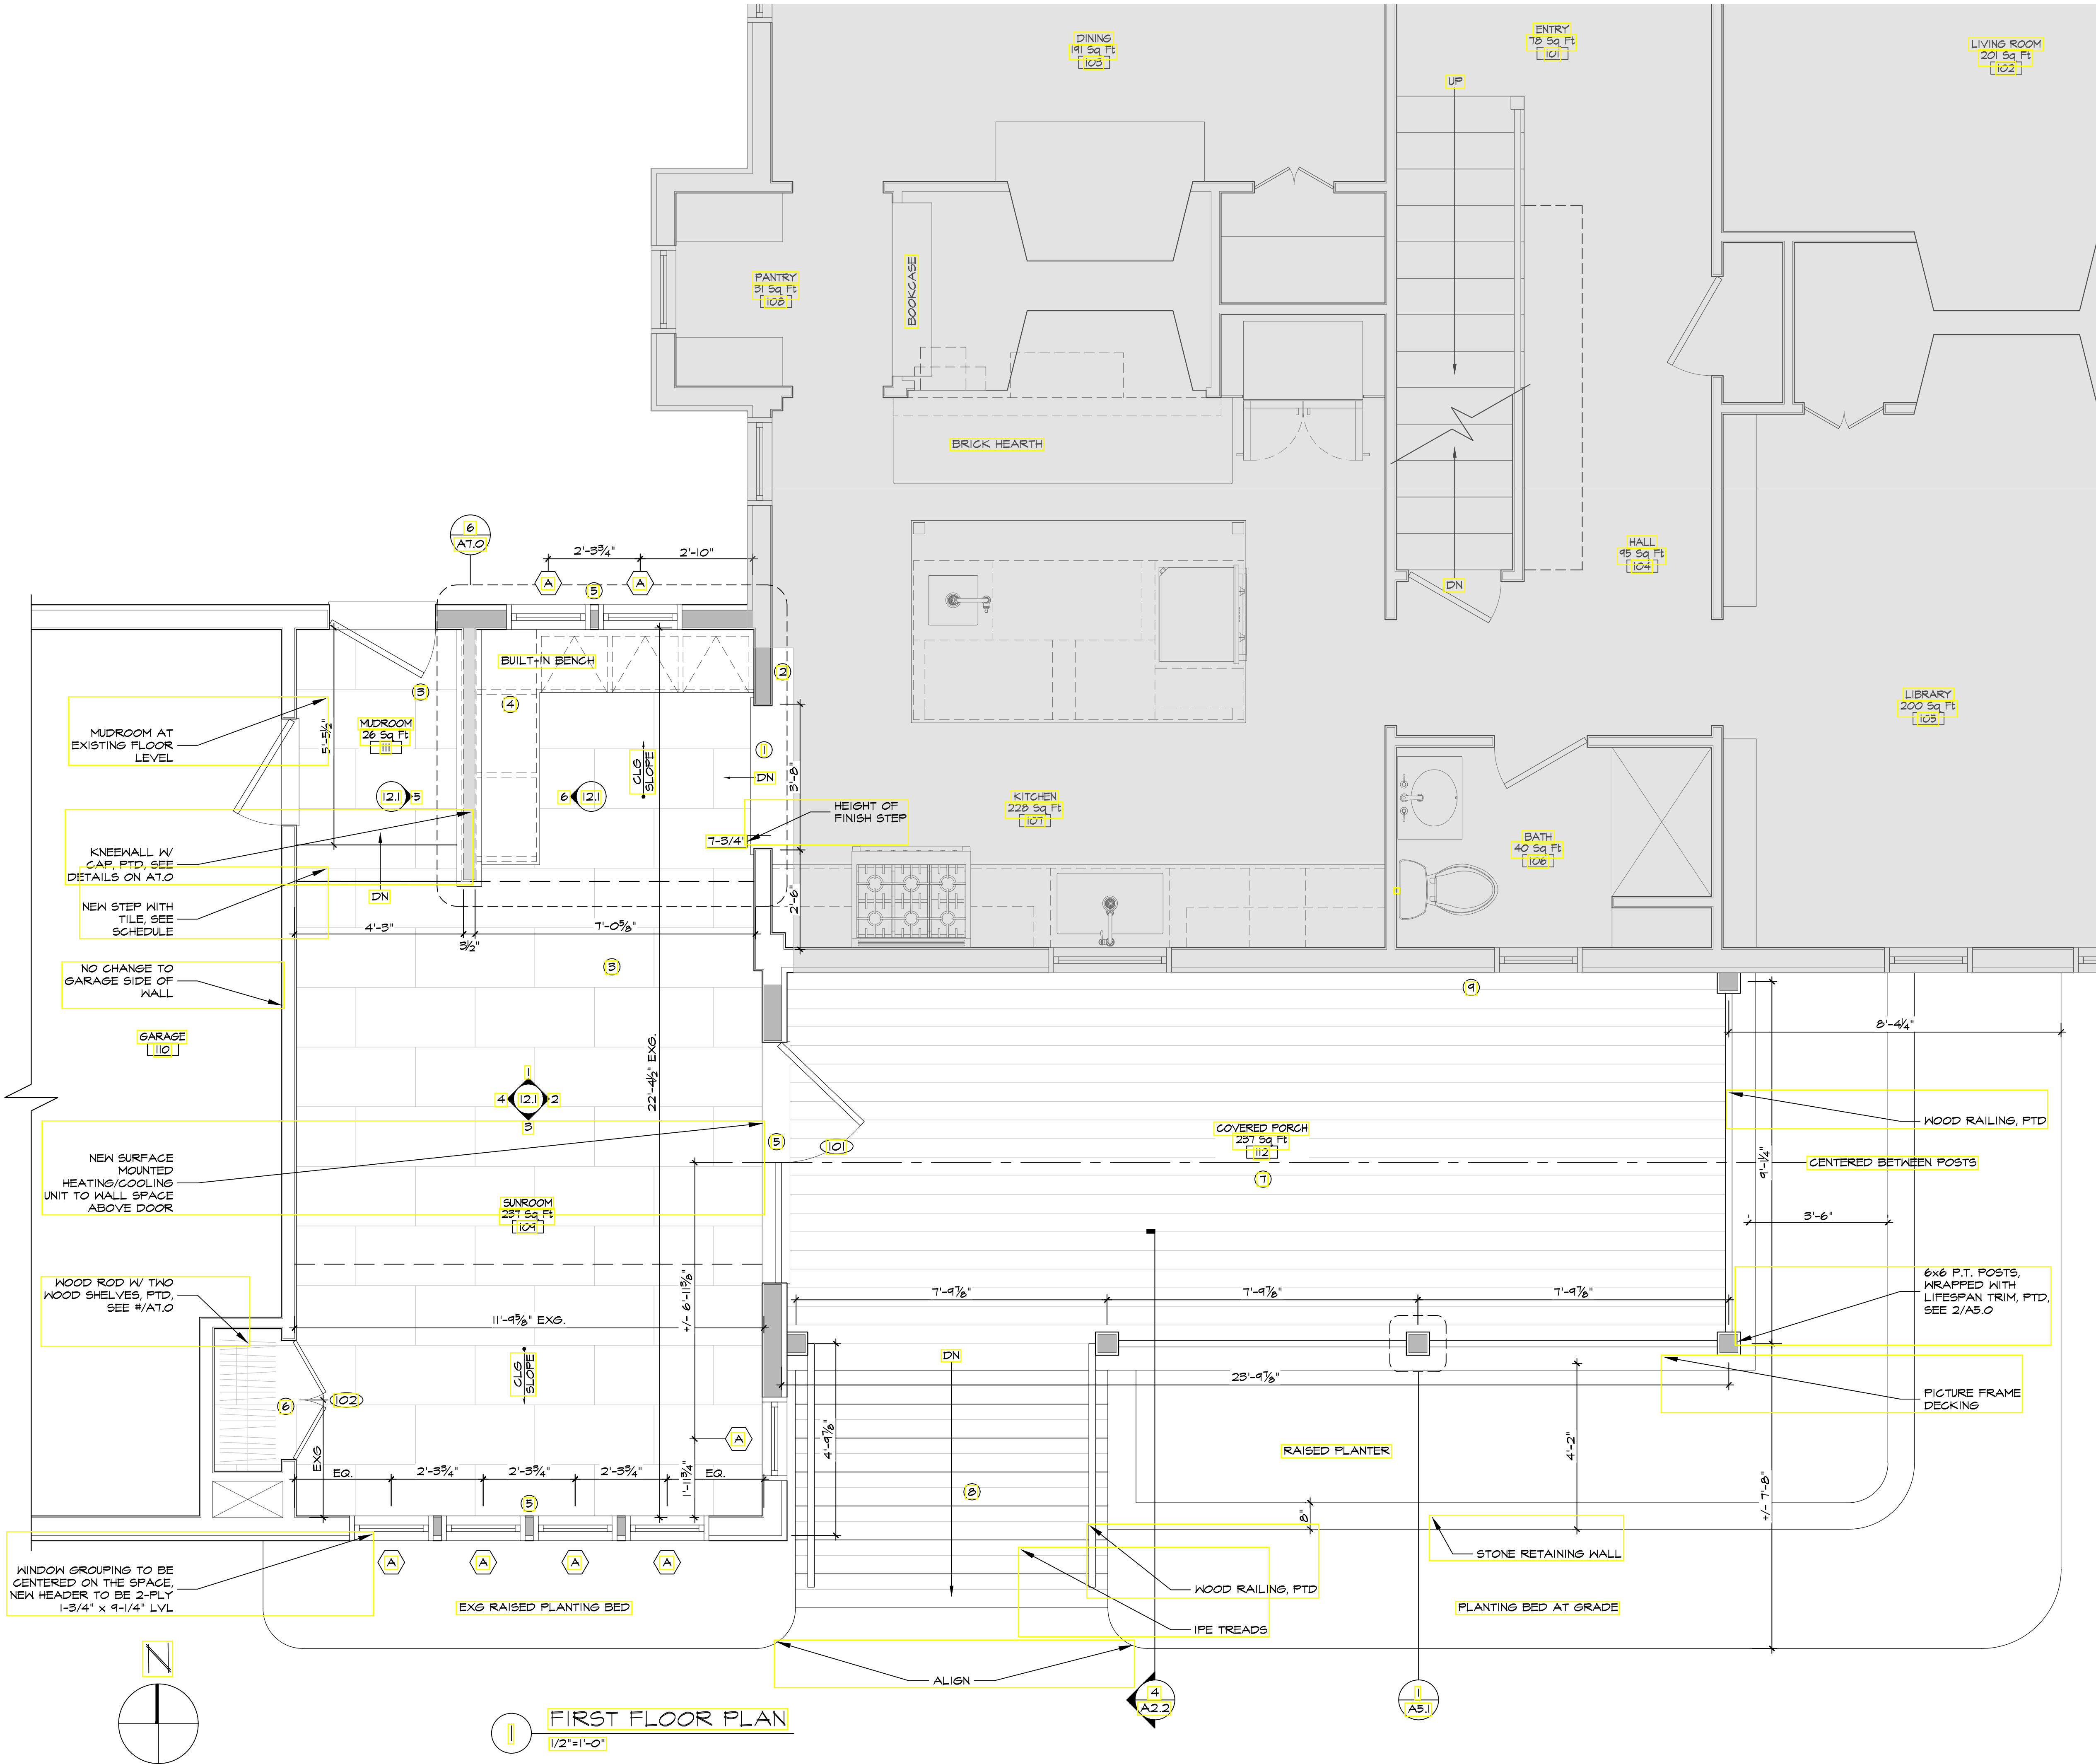 DINING
191 Sq Ft
103
ENTRY
78 Sq Ft
101
LIVING ROOM
201 Sq Ft
102
UP
PANTRY
31 Sq Ft
108
BOOKCASE
BRICK HEARTH
6
A7.0
2'-3¾"
2'-10"
A
A
5
HALL
95 Sq Ft
104
DN
BUILT-IN BENCH
2
3
4
MUDROOM
26 Sq Ft
111
5'-5½"
MUDROOM AT
EXISTING FLOOR
LEVEL
CLG
SLOPE
1
DN
3'-8"
LIBRARY
200 Sq Ft
105
12.1
5
6
12.1
HEIGHT OF
FINISH STEP
7-3/4"
KITCHEN
228 Sq Ft
107
BATH
40 Sq Ft
106
KNEEWALL W/
CAP, PTD, SEE
DETAILS ON A7.0
DN
NEW STEP WITH
TILE, SEE
SCHEDULE
2'-6"
4'-3"
3½"
7'-0⅝"
NO CHANGE TO
GARAGE SIDE OF
WALL
3
9
GARAGE
110
22'-4½" EXG.
8'-4¼"
1
4
12.1
2
3
5
101
COVERED PORCH
237 Sq Ft
112
7
WOOD RAILING, PTD
CENTERED BETWEEN POSTS
9'-1¼"
NEW SURFACE
MOUNTED
HEATING/COOLING
UNIT TO WALL SPACE
ABOVE DOOR
SUNROOM
237 Sq Ft
109
3'-6"
WOOD ROD W/ TWO
WOOD SHELVES, PTD,
SEE #/A7.0
+/- 6'-11⅜"
7'-9⅞"
7'-9⅞"
7'-9⅞"
6x6 P.T. POSTS,
WRAPPED WITH
LIFESPAN TRIM, PTD,
SEE 2/A5.0
11'-9⅝" EXG.
CLG
SLOPE
DN
23'-9⅞"
6
102
PICTURE FRAME
DECKING
EXG
A
4'-9⅞"
RAISED PLANTER
4'-2"
EQ.
2'-3¾"
2'-3¾"
2'-3¾"
EQ.
1'-11¾"
5
8
8"
+/- 7'-8"
A
A
A
A
STONE RETAINING WALL
WINDOW GROUPING TO BE
CENTERED ON THE SPACE,
NEW HEADER TO BE 2-PLY
1-3/4" x 9-1/4" LVL
EXG RAISED PLANTING BED
WOOD RAILING, PTD
PLANTING BED AT GRADE
IPE TREADS
N
ALIGN
4
A2.2
1
A5.1
1
FIRST FLOOR PLAN
1/2"=1'-0"